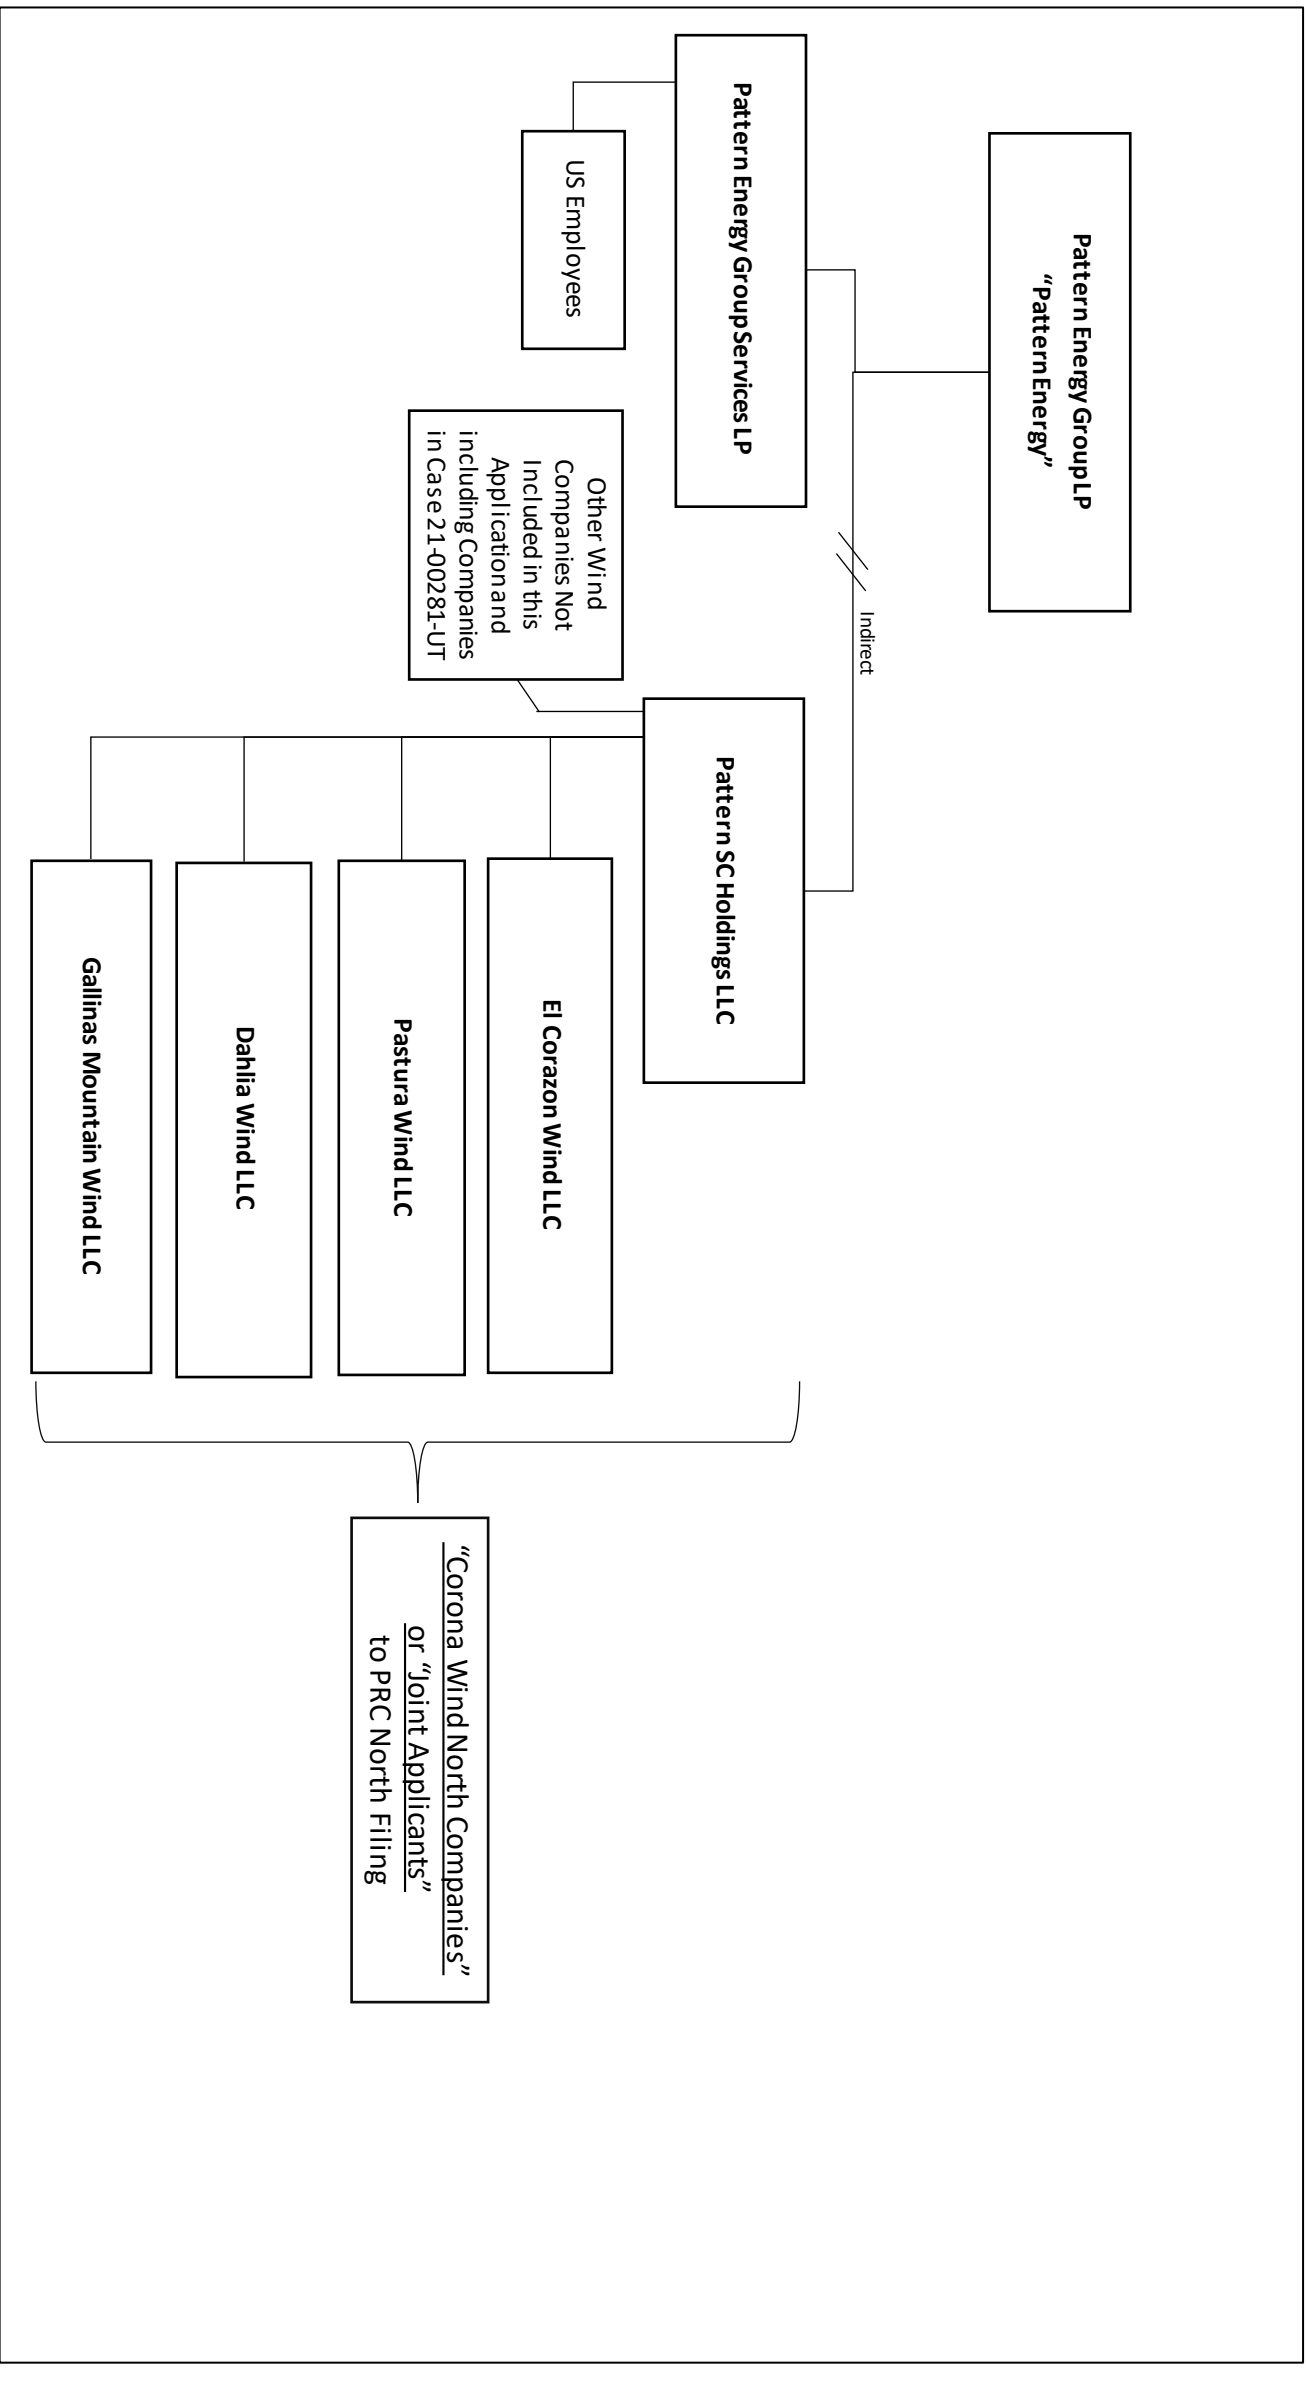 Pattern Energy Group LP
“Pattern Energy”
Pattern Energy Group Services LP
US Employees
Indirect
Pattern SC Holdings LLC
Other Wind
Companies Not
Included in this
Application and
including Companies
in Case 21-00281-UT
El Corazon Wind LLC
Pastura Wind LLC
Dahlia Wind LLC
Gallinas Mountain Wind LLC
“Corona Wind North Companies”
or “Joint Applicants”
to PRC North Filing